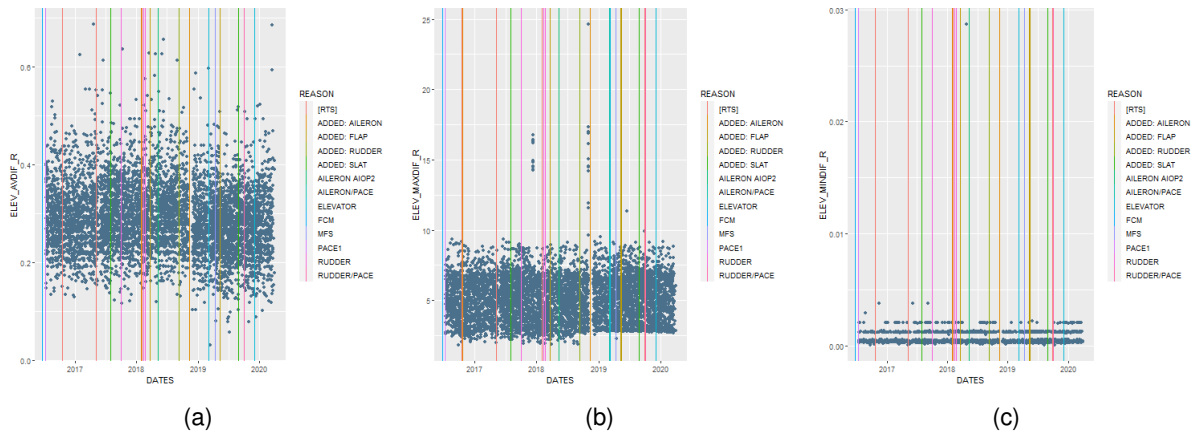 0.6
0.4
0.2
0.0
ELEV_AVDIF_R
2017
2018
2019
2020
DATES
REASON
[RTS]
ADDED: AILERON
ADDED: FLAP
ADDED: RUDDER
ADDED: SLAT
AILERON AIOP2
AILERON/PACE
ELEVATOR
FCM
MFS
PACE1
RUDDER
RUDDER/PACE
(a)
25
20
15
10
5
ELEV_MAXDIF_R
2017
2018
2019
2020
DATES
REASON
[RTS]
ADDED: AILERON
ADDED: FLAP
ADDED: RUDDER
ADDED: SLAT
AILERON AIOP2
AILERON/PACE
ELEVATOR
FCM
MFS
PACE1
RUDDER
RUDDER/PACE
(b)
0.03
0.02
0.01
0.00
ELEV_MINDIF_R
2017
2018
2019
2020
DATES
REASON
[RTS]
ADDED: AILERON
ADDED: FLAP
ADDED: RUDDER
ADDED: SLAT
AILERON AIOP2
AILERON/PACE
ELEVATOR
FCM
MFS
PACE1
RUDDER
RUDDER/PACE
(c)